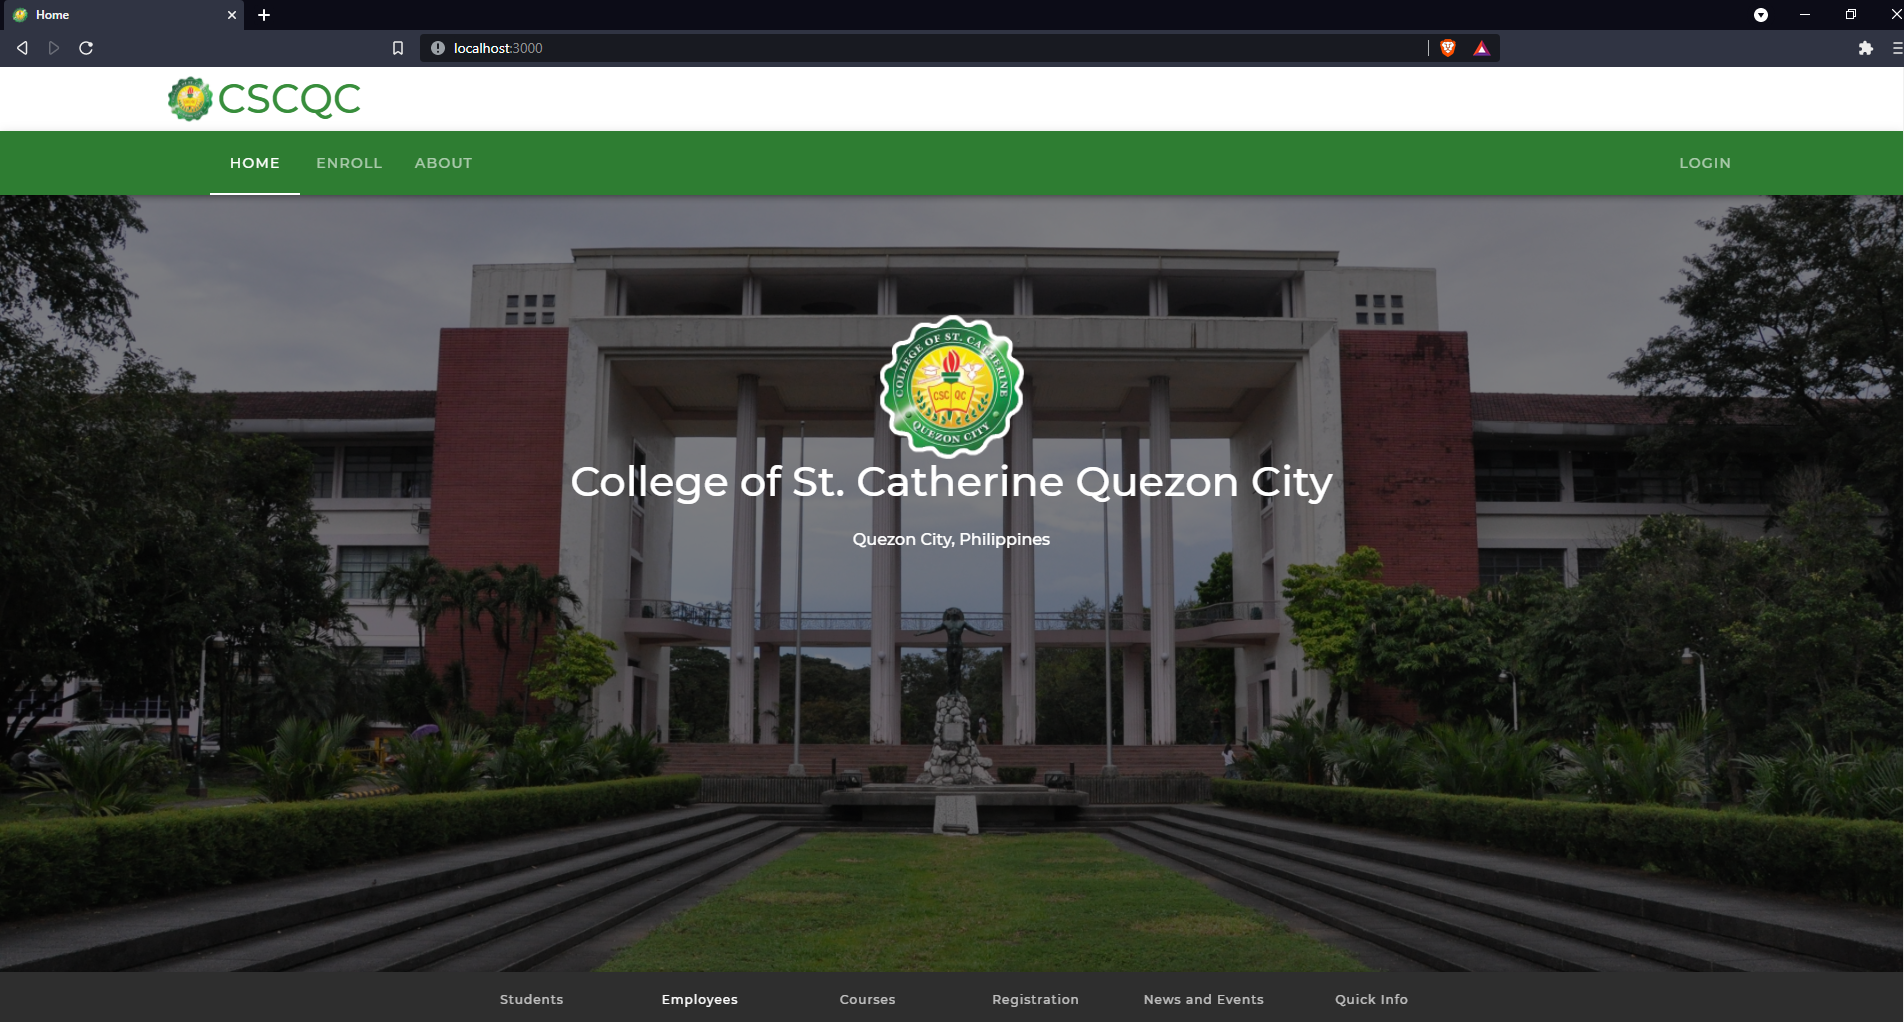 Home
localhost:3000
CSCQC
HOME ENROLL ABOUT LOGIN
COLLEGE OF ST. CATHERINE
CSC QC
QUEZON CITY
College of St. Catherine Quezon City
Quezon City, Philippines
Students Employees Courses Registration News and Events Quick Info